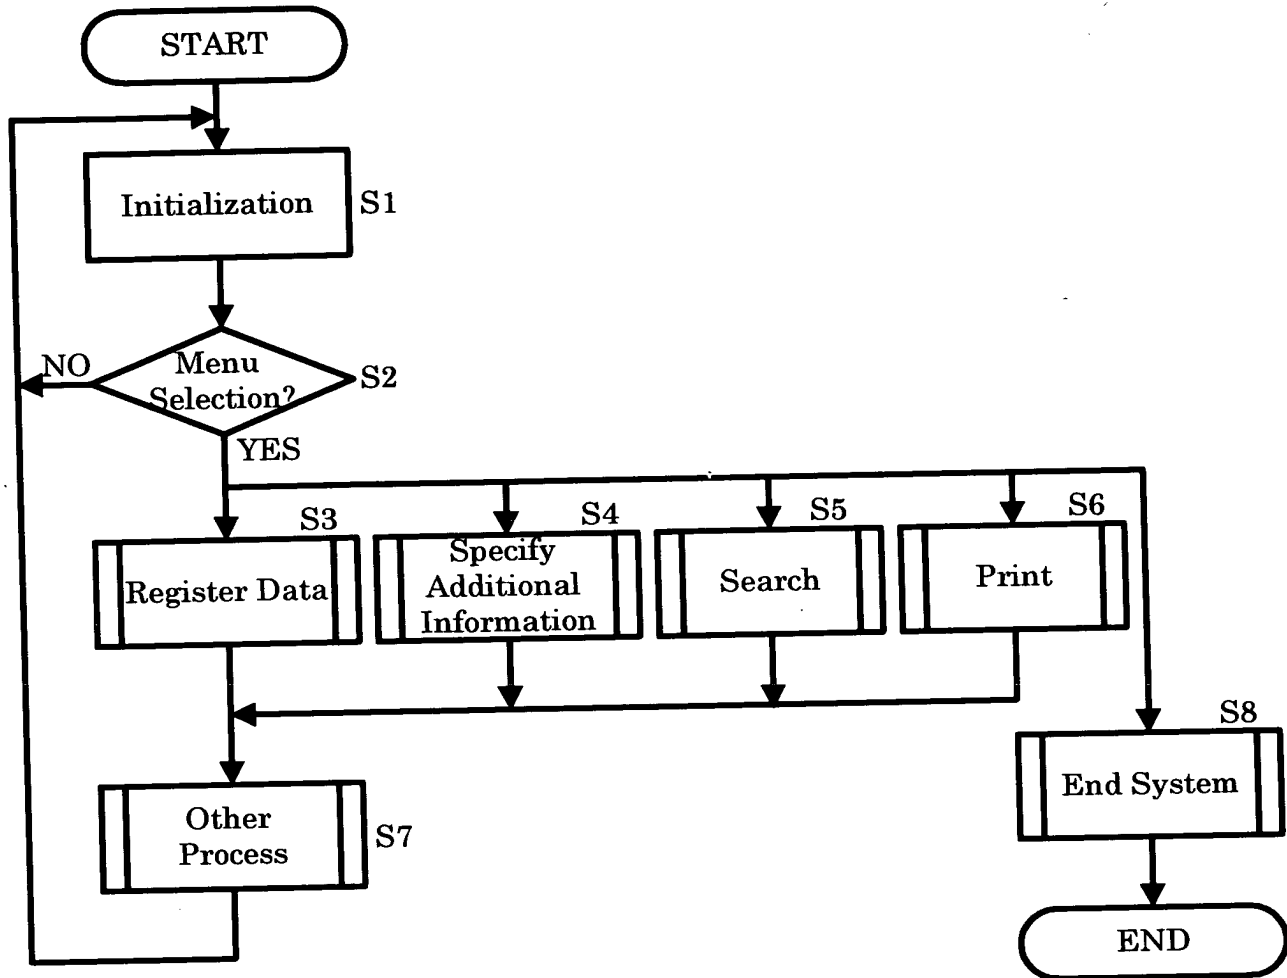 START
Initialization
S1
Menu
Selection?
S2
NO
YES
S3
Register Data
S4
Specify
Additional
Information
S5
Search
S6
Print
Other
Process
S7
S8
End System
END